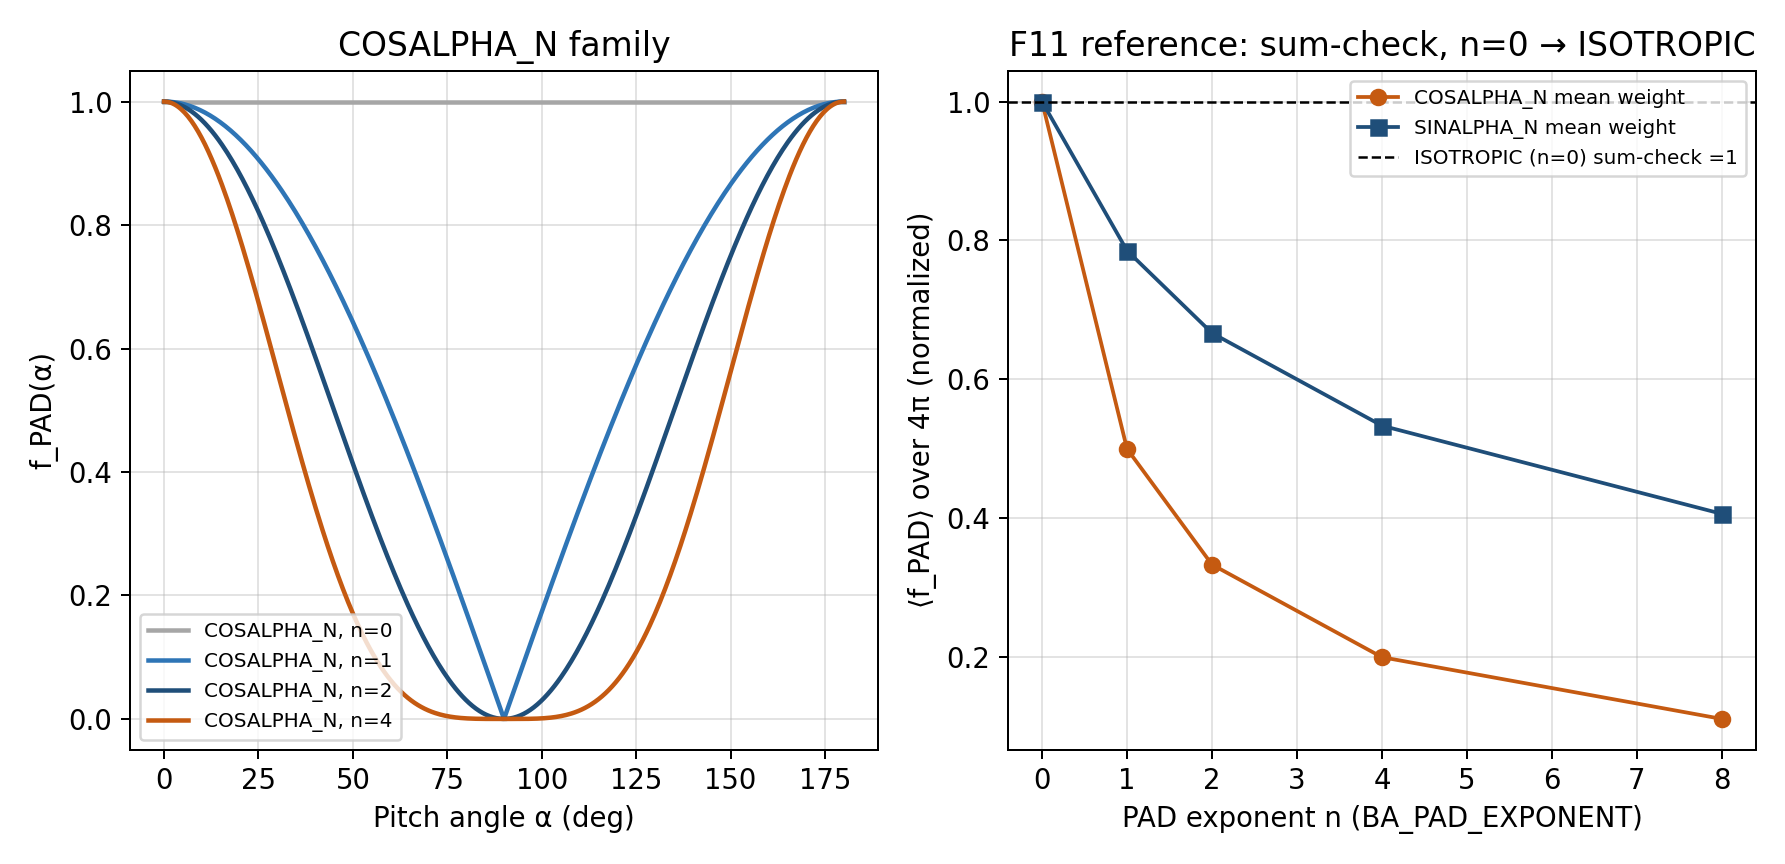 COSALPHA_N family
f_PAD(α)
1.0
0.8
0.6
0.4
0.2
0.0
COSALPHA_N, n=0
COSALPHA_N, n=1
COSALPHA_N, n=2
COSALPHA_N, n=4
0 25 50 75 100 125 150 175
Pitch angle α (deg)
F11 reference: sum-check, n=0 → ISOTROPIC
⟨f_PAD⟩ over 4π (normalized)
1.0
0.8
0.6
0.4
0.2
COSALPHA_N mean weight
SINALPHA_N mean weight
ISOTROPIC (n=0) sum-check =1
0 1 2 3 4 5 6 7 8
PAD exponent n (BA_PAD_EXPONENT)